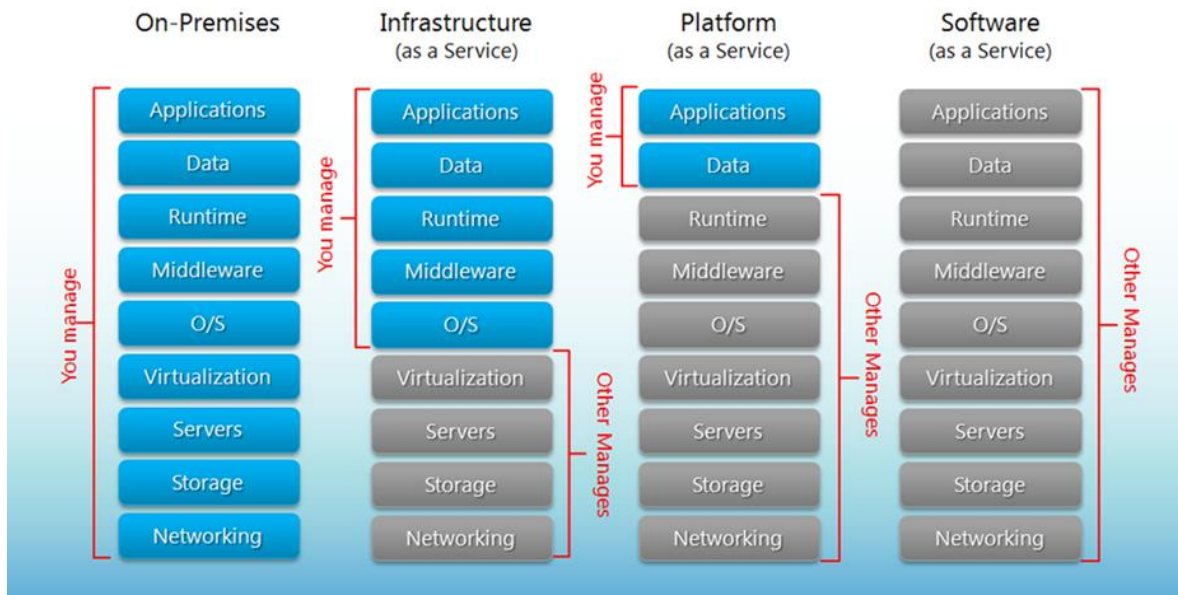 On-Premises
You manage
Applications
Data
Runtime
Middleware
O/S
Virtualization
Servers
Storage
Networking
Infrastructure
(as a Service)
You manage
Applications
Data
Runtime
Middleware
O/S
Virtualization
Servers
Storage
Networking
Other Manages
Platform
(as a Service)
You manage
Applications
Data
Runtime
Middleware
O/S
Virtualization
Servers
Storage
Networking
Other Manages
Software
(as a Service)
Applications
Data
Runtime
Middleware
O/S
Virtualization
Servers
Storage
Networking
Other Manages